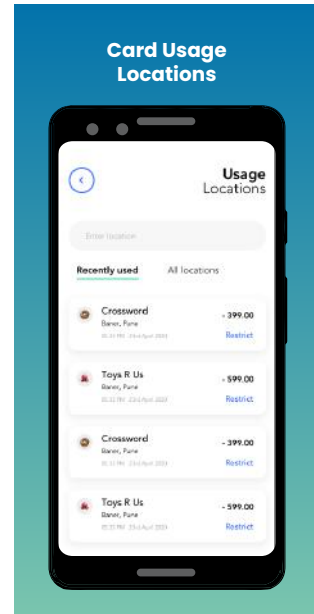 Card Usage
Locations
Usage
Locations
Enter location
Recently used All locations
Crossword
- 399.00
Baner, Pune
Restrict
Toys R Us
- 599.00
Baner, Pune
Restrict
Crossword
- 399.00
Baner, Pune
Restrict
Toys R Us
- 599.00
Baner, Pune
Restrict